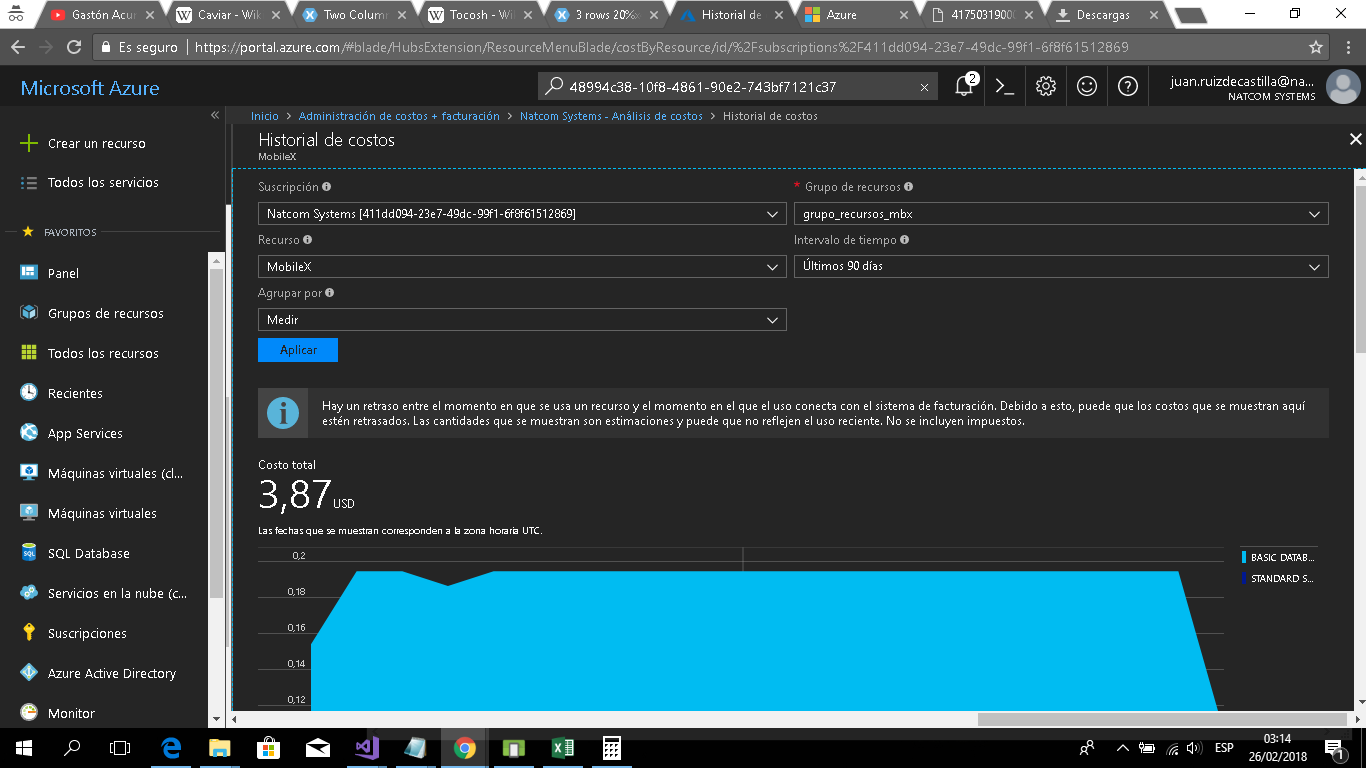 Gastón Acur
Caviar - Wik
Two Column
Tocosh - Wi
3 rows 20%x
Historial de
Azure
4175031900
Descargas
Es seguro
https://portal.azure.com/#blade/HubsExtension/ResourceMenuBlade/costByResource/id/%2Fsubscriptions%2F411dd094-23e7-49dc-99f1-6f8f61512869
Microsoft Azure
48994c38-10f8-4861-90e2-743bf7121c37
2
juan.ruizdecastilla@na...
NATCOM SYSTEMS
Inicio > Administración de costos + facturación > Natcom Systems - Análisis de costos > Historial de costos
Historial de costos
MobileX
Crear un recurso
Todos los servicios
FAVORITOS
Panel
Grupos de recursos
Todos los recursos
Recientes
App Services
Máquinas virtuales (cl...
Máquinas virtuales
SQL Database
Servicios en la nube (c...
Suscripciones
Azure Active Directory
Monitor
Suscripción
* Grupo de recursos
Natcom Systems [411dd094-23e7-49dc-99f1-6f8f61512869]
grupo_recursos_mbx
Recurso
Intervalo de tiempo
MobileX
Últimos 90 días
Agrupar por
Medir
Aplicar
Hay un retraso entre el momento en que se usa un recurso y el momento en el que el uso conecta con el sistema de facturación. Debido a esto, puede que los costos que se muestran aquí
estén retrasados. Las cantidades que se muestran son estimaciones y puede que no reflejen el uso reciente. No se incluyen impuestos.
Costo total
3,87 USD
Las fechas que se muestran corresponden a la zona horaria UTC.
0,2
0,18
0,16
0,14
0,12
BASIC DATAB...
STANDARD S...
ESP
03:14
26/02/2018
1